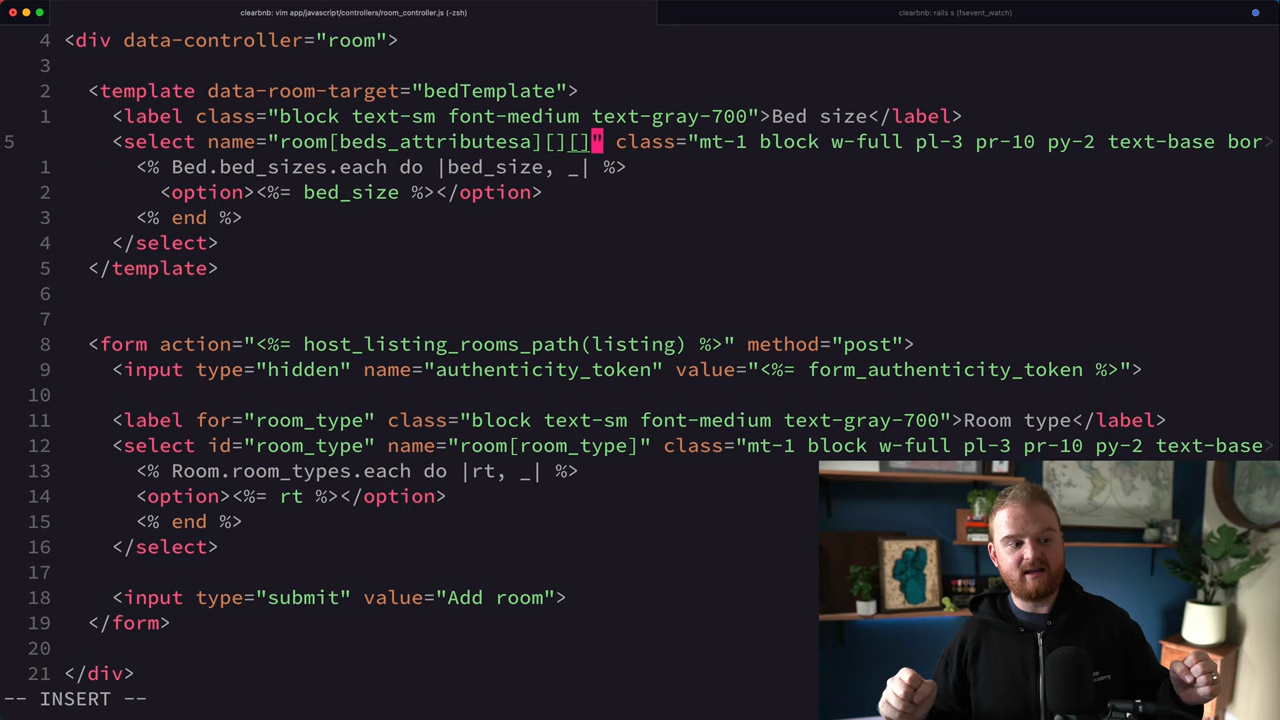 clearbnb: vim app/javascript/controllers/room_controller.js (-zsh)
clearbnb: rails s (fsevent_watch)
4 <div data-controller="room">
3
2 <template data-room-target="bedTemplate">
1 <label class="block text-sm font-medium text-gray-700">Bed size</label>
5 <select name="room[beds_attributesa][][]" class="mt-1 block w-full pl-3 pr-10 py-2 text-base bor>
1 <% Bed.bed_sizes.each do |bed_size, _| %>
2 <option><%= bed_size %></option>
3 <% end %>
4 </select>
5 </template>
6
7
8 <form action="<%= host_listing_rooms_path(listing) %>" method="post">
9 <input type="hidden" name="authenticity_token" value="<%= form_authenticity_token %>">
10
11 <label for="room_type" class="block text-sm font-medium text-gray-700">Room type</label>
12 <select id="room_type" name="room[room_type]" class="mt-1 block w-full pl-3 pr-10 py-2 text-base>
13 <% Room.room_types.each do |rt, _| %>
14 <option><%= rt %></option>
15 <% end %>
16 </select>
17
18 <input type="submit" value="Add room">
19 </form>
20
21 </div>
-- INSERT --